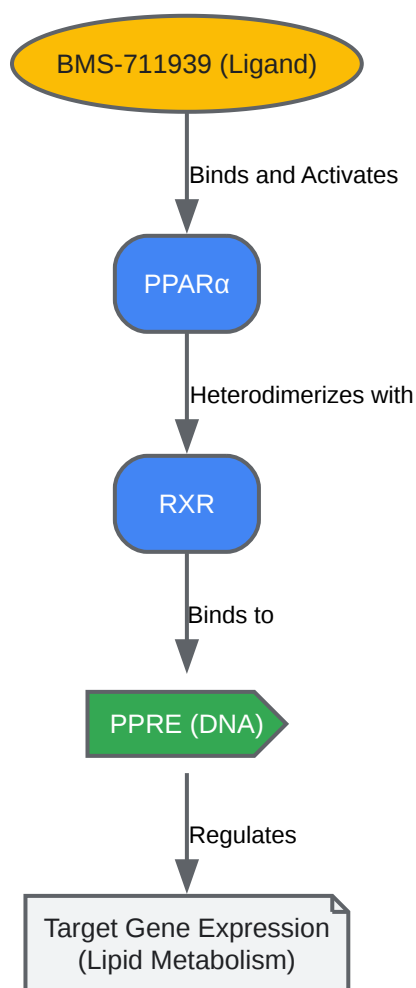 BMS-711939 (Ligand)
Binds and Activates
PPARα
Heterodimerizes with
RXR
Binds to
PPRE (DNA)
Regulates
Target Gene Expression
(Lipid Metabolism)